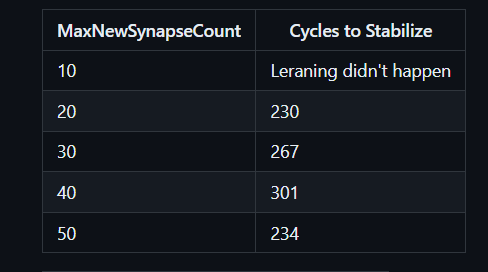 MaxNewSynapseCount Cycles to Stabilize
10 Leraning didn't happen
20 230
30 267
40 301
50 234